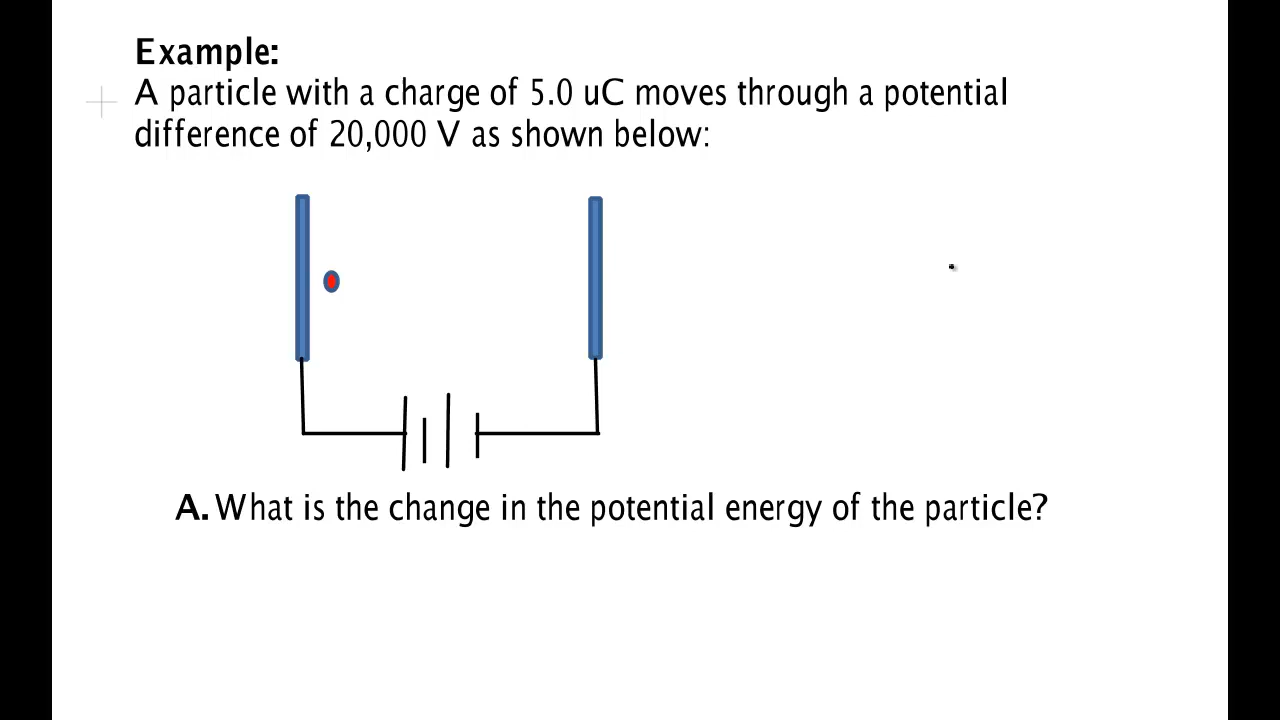 Example:
A particle with a charge of 5.0 uC moves through a potential
difference of 20,000 V as shown below:
A. What is the change in the potential energy of the particle?